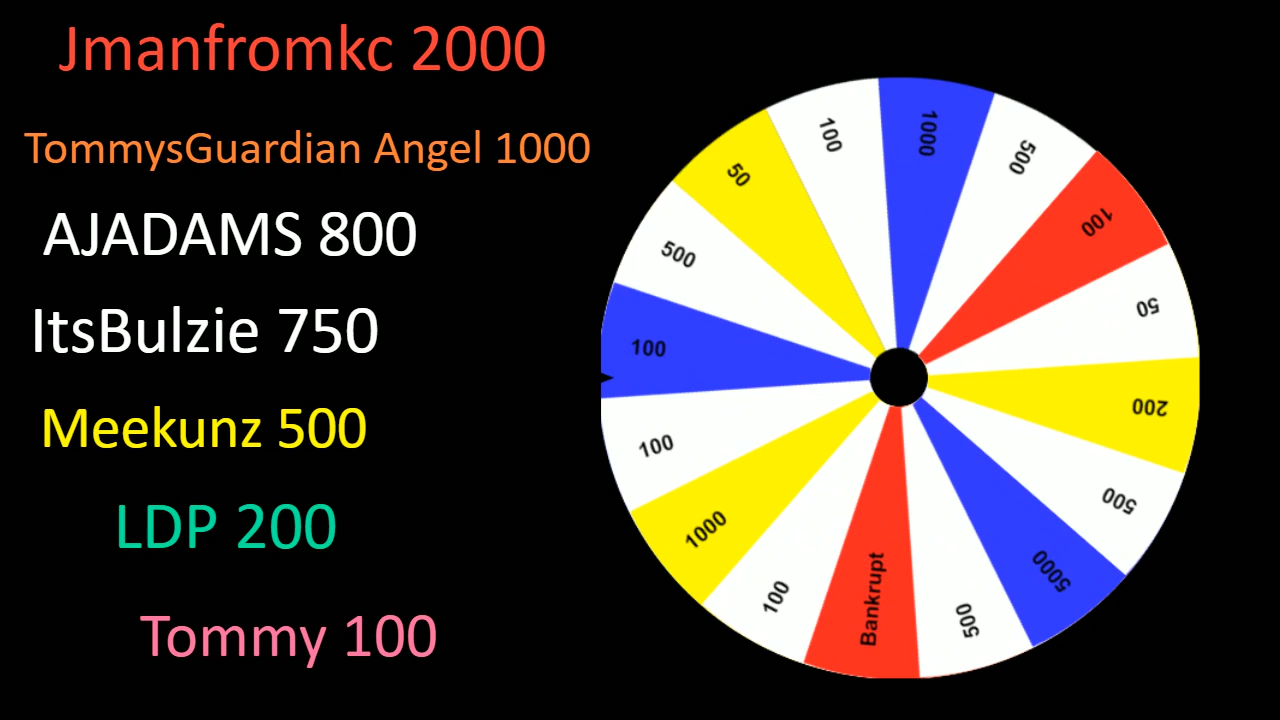 Jmanfromkc 2000
TommysGuardian Angel 1000
AJADAMS 800
ItsBulzie 750
Meekunz 500
LDP 200
Tommy 100
1000
500
100
50
200
500
5000
500
Bankrupt
100
1000
100
100
500
50
100